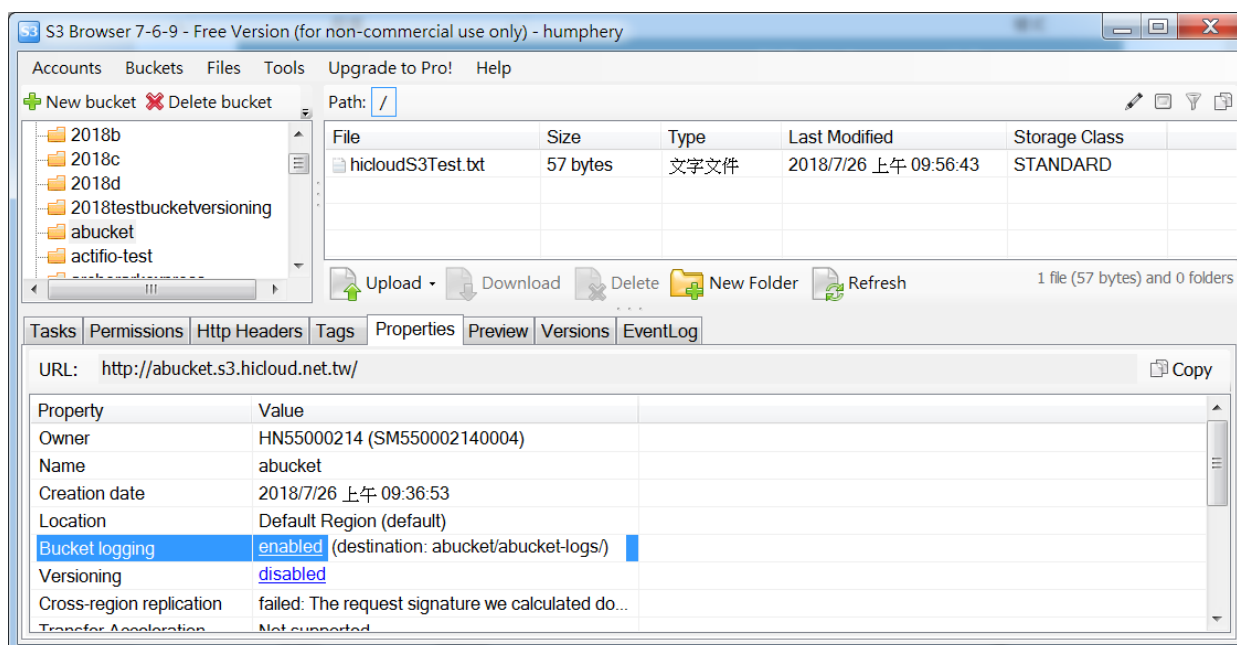 S3 Browser 7-6-9 - Free Version (for non-commercial use only) - humphery
Accounts Buckets Files Tools Upgrade to Pro! Help
New bucket Delete bucket
Path: /
2018b
2018c
2018d
2018testbucketversioning
abucket
actifio-test
File Size Type Last Modified Storage Class
hicloudS3Test.txt 57 bytes 文字文件 2018/7/26 上午 09:56:43 STANDARD
Upload Download Delete New Folder Refresh 1 file (57 bytes) and 0 folders
Tasks Permissions Http Headers Tags Properties Preview Versions EventLog
URL: http://abucket.s3.hicloud.net.tw/ Copy
Property Value
Owner HN55000214 (SM550002140004)
Name abucket
Creation date 2018/7/26 上午 09:36:53
Location Default Region (default)
Bucket logging enabled (destination: abucket/abucket-logs/)
Versioning disabled
Cross-region replication failed: The request signature we calculated do...
Transfer Acceleration Not supported